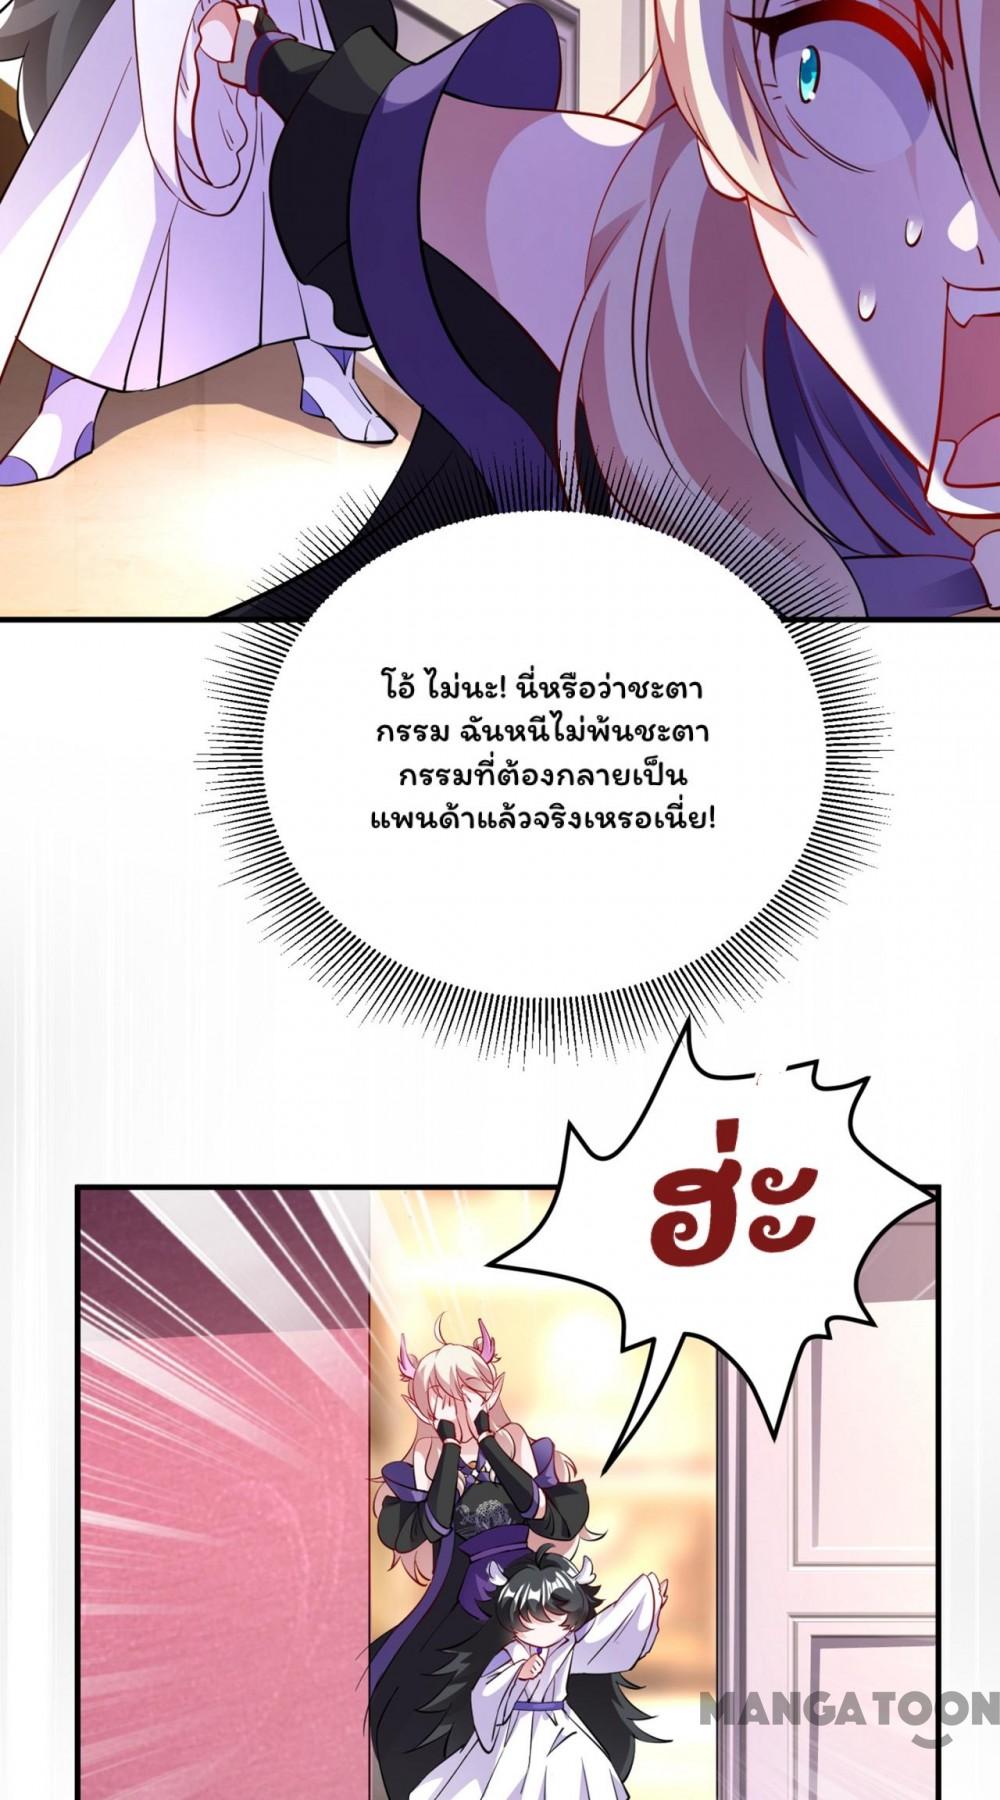 โอ้ ไม่นะ! นี่หรือว่าชะตา
กรรม ฉันหนีไม่พ้นชะตา
กรรมที่ต้องกลายเป็น
แพนด้าแล้วจริงเหรอเนี่ย!
ฮ่ะ
MANGATOON